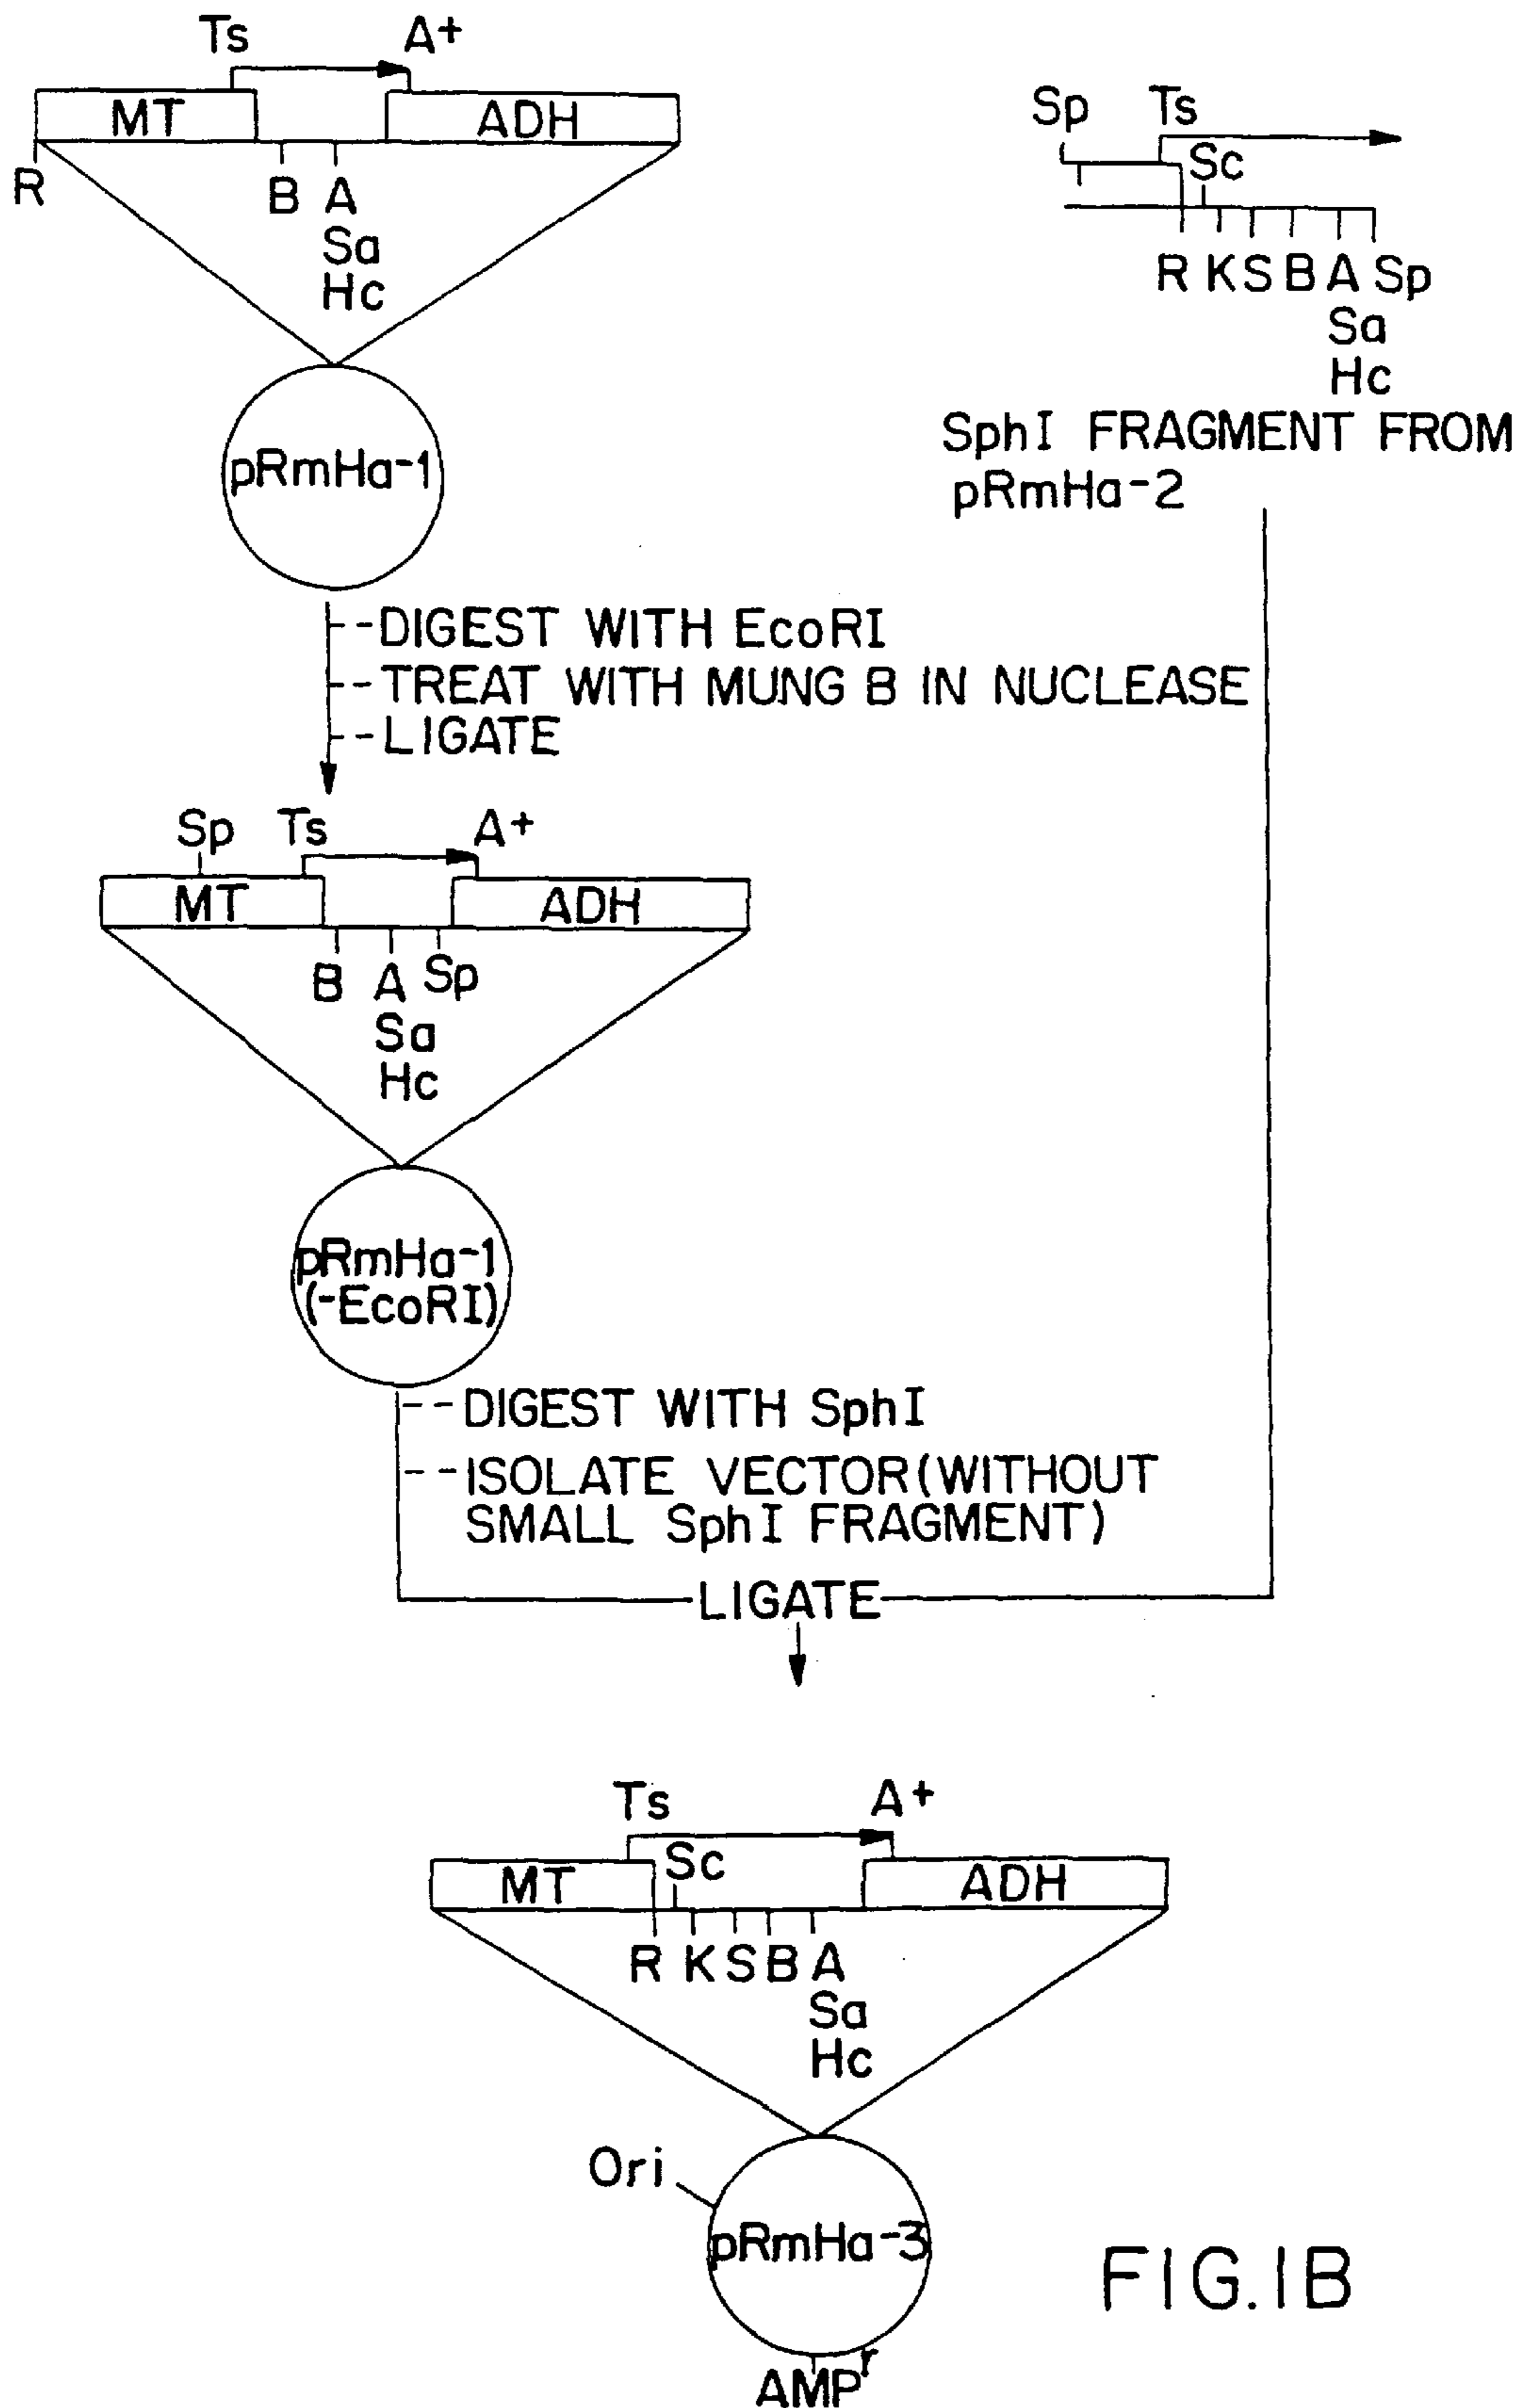 Ts A+
MT ADH
R B A
Sa
Hc
pRmHa-1
Sp Ts
Sc
R K S B A Sp
Sa
Hc
SphI FRAGMENT FROM
pRmHa-2
--DIGEST WITH EcoRI
--TREAT WITH MUNG B IN NUCLEASE
--LIGATE
Sp Ts A+
MT ADH
B A Sp
Sa
Hc
pRmHa-1
(-EcoRI)
--DIGEST WITH SphI
--ISOLATE VECTOR(WITHOUT
SMALL SphI FRAGMENT)
LIGATE
Ts A+
Sc
MT ADH
R K S B A
Sa
Hc
Ori
pRmHa-3
AMPr
FIG.1B